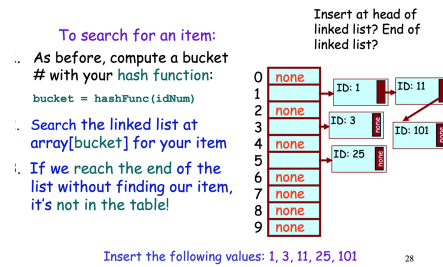 Insert at head of
linked list? End of
linked list?
To search for an item:
As before, compute a bucket
# with your hash function:
bucket = hashFunc(idNum)
Search the linked list at
array[bucket] for your item
If we reach the end of the
list without finding our item,
it's not in the table!
0 none
1 ID: 1 ID: 11
2 none
3 ID: 3 none
4 none ID: 101 none
5 ID: 25 none
6 none
7 none
8 none
9 none
Insert the following values: 1, 3, 11, 25, 101
28